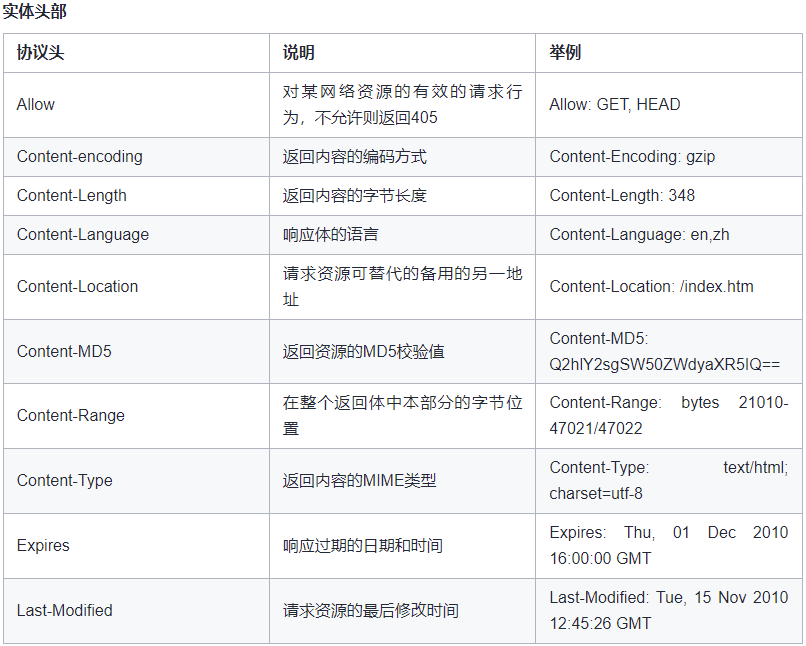 实体头部
协议头 说明 举例
Allow 对某网络资源的有效的请求行 Allow: GET, HEAD
为，不允许则返回405
Content-encoding 返回内容的编码方式 Content-Encoding: gzip
Content-Length 返回内容的字节长度 Content-Length: 348
Content-Language 响应体的语言 Content-Language: en,zh
Content-Location 请求资源可替代的备用的另一地 Content-Location: /index.htm
址
Content-MD5 返回资源的MD5校验值 Content-MD5:
Q2hlY2sgSW50ZWdyaXR5IQ==
Content-Range 在整个返回体中本部分的字节位 Content-Range: bytes 21010-
置 47021/47022
Content-Type 返回内容的MIME类型 Content-Type: text/html;
charset=utf-8
Expires 响应过期的日期和时间 Expires: Thu, 01 Dec 2010
16:00:00 GMT
Last-Modified 请求资源的最后修改时间 Last-Modified: Tue, 15 Nov 2010
12:45:26 GMT